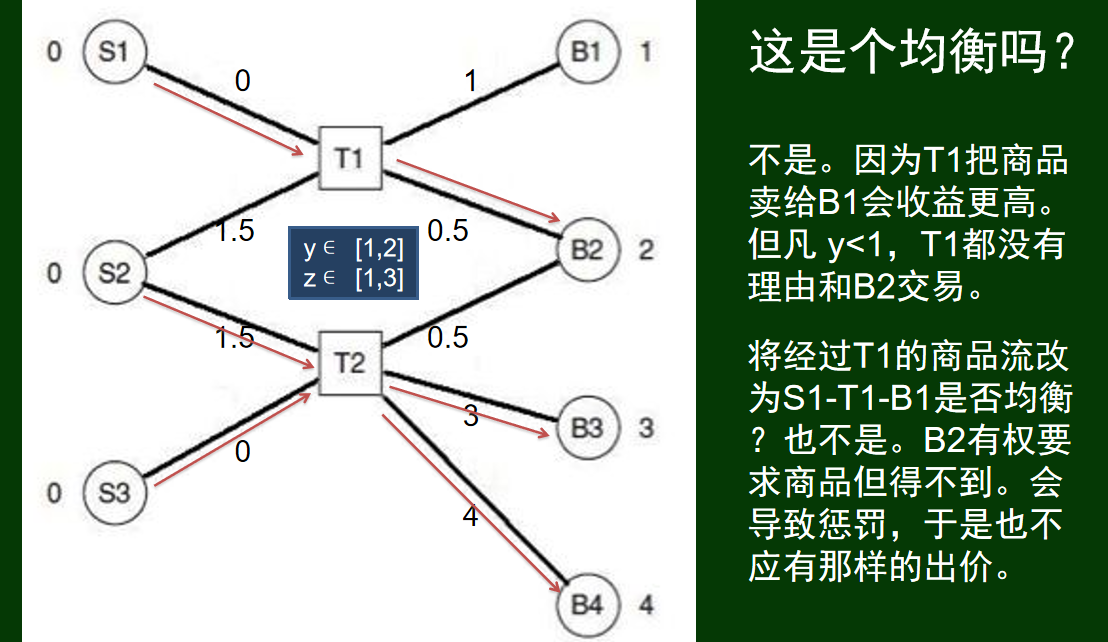 这是个均衡吗？
0 S1 0 1 B1 1
T1
1.5 0.5
y∈ [1,2]
z∈ [1,3]
0 S2 B2 2
1.5 0.5
T2
3 B3 3
0
0 S3
4
B4 4
不是。因为T1把商品
卖给B1会收益更高。
但凡 y<1，T1都没有
理由和B2交易。
将经过T1的商品流改
为S1-T1-B1是否均衡
？也不是。B2有权要
求商品但得不到。会
导致惩罚，于是也不
应有那样的出价。